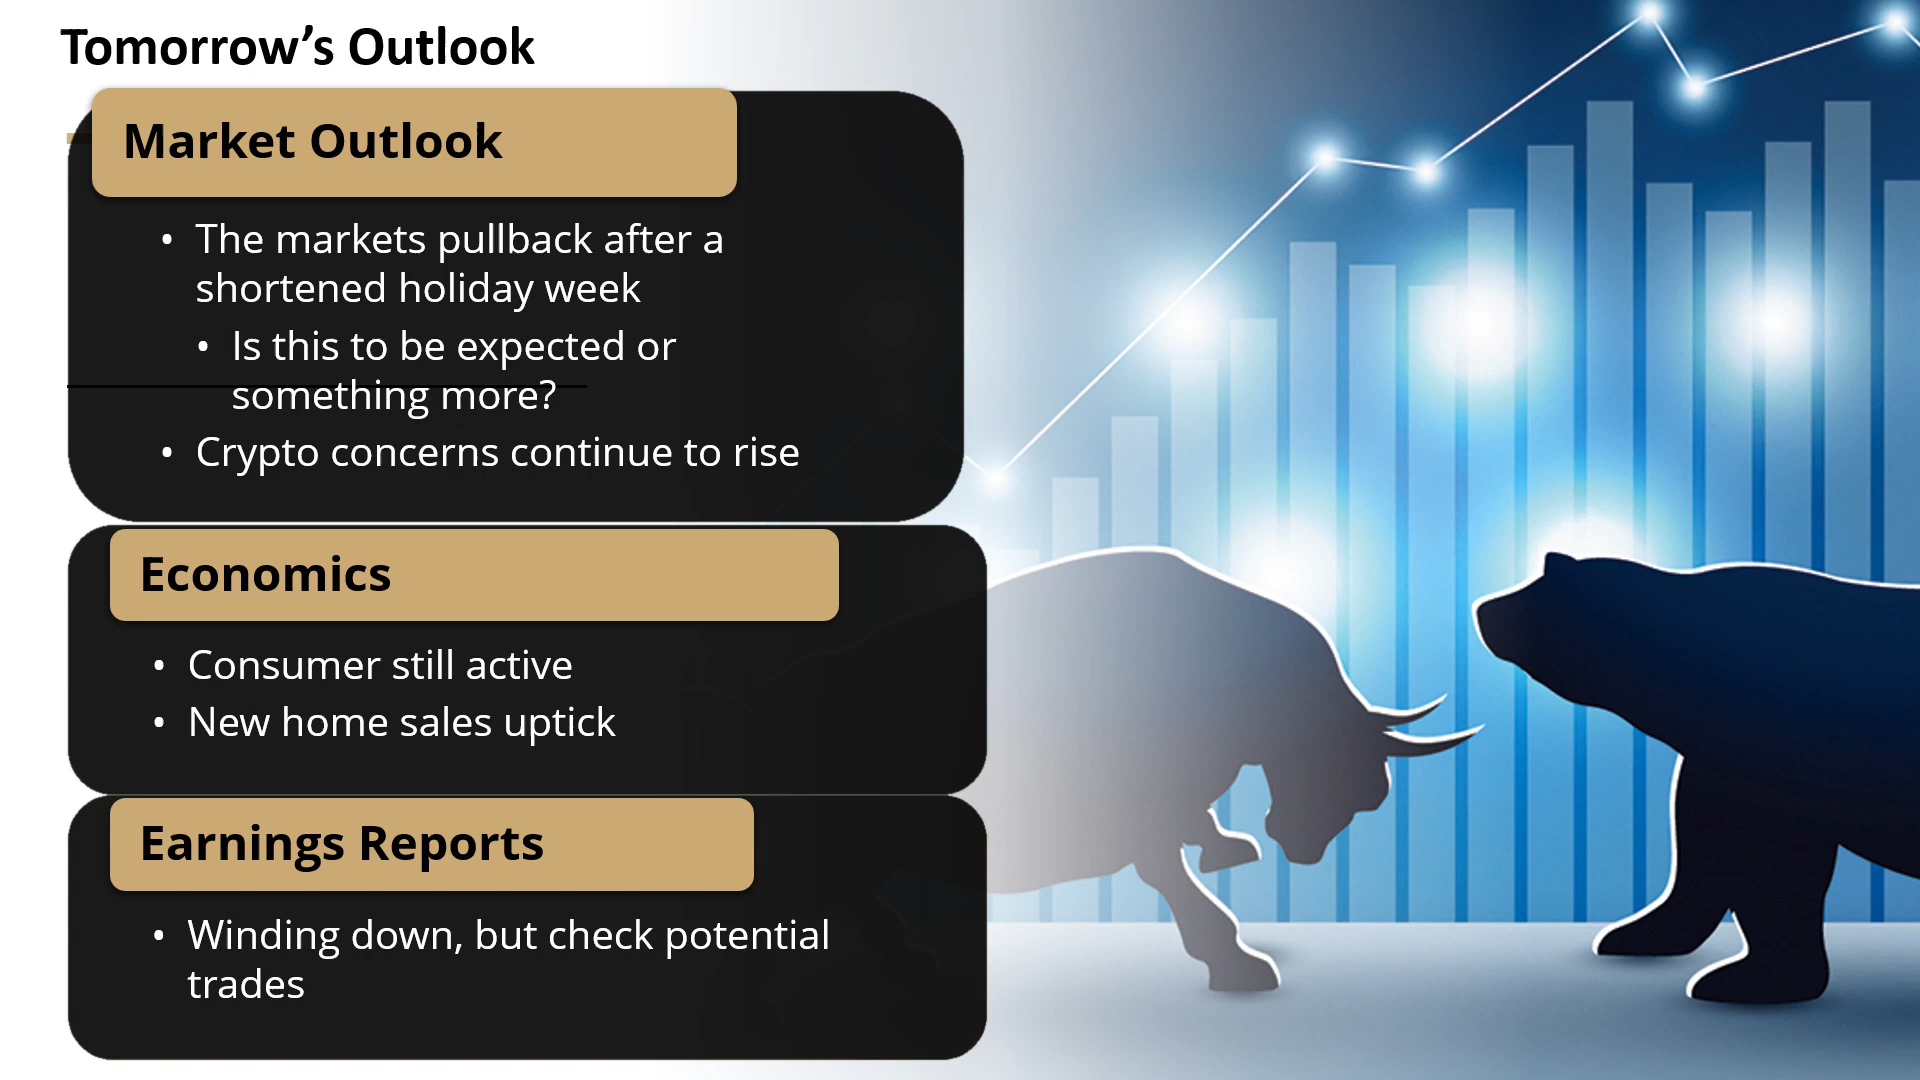 Tomorrow’s Outlook
Market Outlook
• The markets pullback after a
shortened holiday week
• Is this to be expected or
something more?
• Crypto concerns continue to rise
Economics
• Consumer still active
• New home sales uptick
Earnings Reports
• Winding down, but check potential
trades